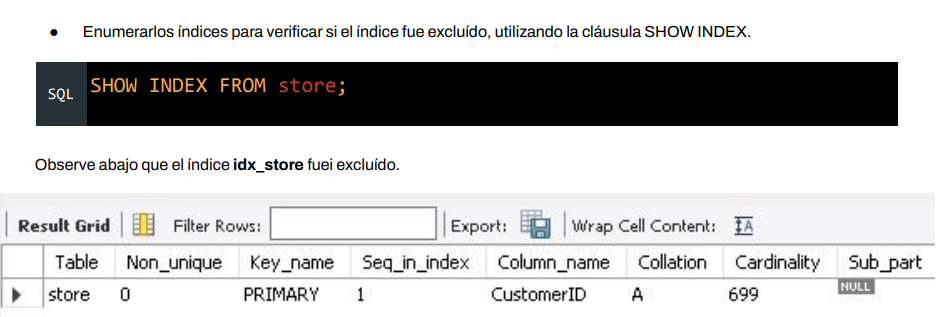 ● Enumerarlos índices para verificar si el índice fue excluído, utilizando la cláusula SHOW INDEX.
SQL SHOW INDEX FROM store;
Observe abajo que el índice idx_store fuei excluído.
Result Grid Filter Rows: Export: Wrap Cell Content: IA
Table Non_unique Key_name Seq_in_index Column_name Collation Cardinality Sub_part
store 0 PRIMARY 1 CustomerID A 699 NULL